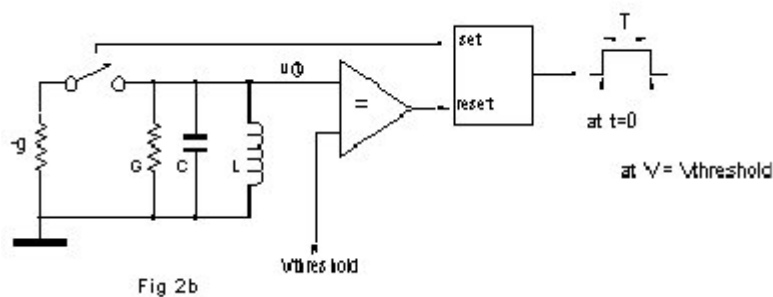 T
set
u(t)
=
reset
-g
G
C
L
at t=0
at V = Vthreshold
Vthreshold
Fig 2b